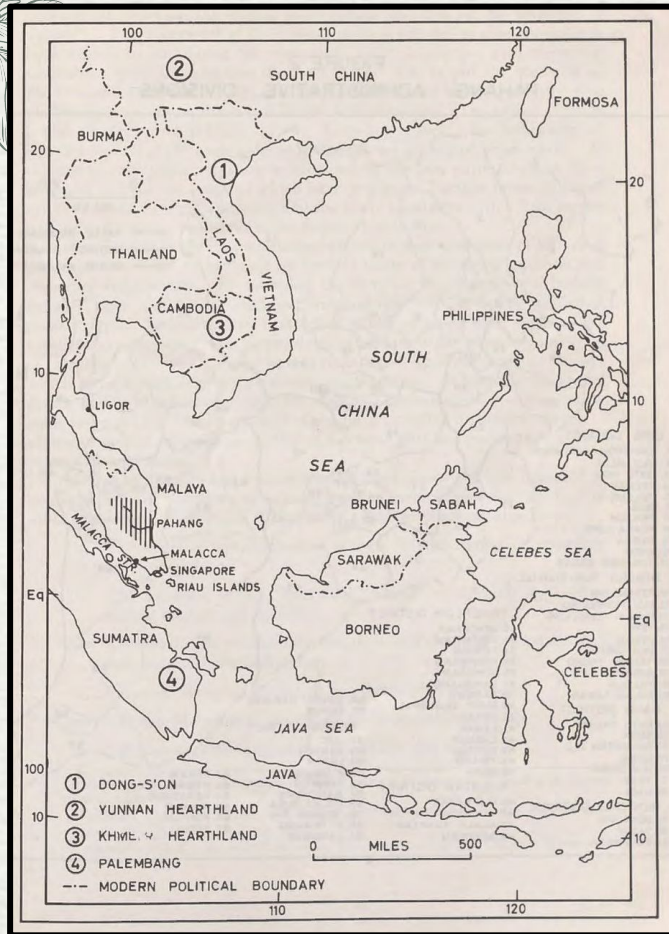 100
110
120
②
SOUTH CHINA
FORMOSA
BURMA
20
①
20
THAILAND
LAOS
VIETNAM
CAMBODIA
③
PHILIPPINES
SOUTH
10
10
LIGOR
CHINA
SEA
MALAYA
BRUNEI
SABAH
PAHANG
MALACCA STR.
MALACCA
SARAWAK
CELEBES SEA
SINGAPORE
RIAU ISLANDS
Eq
BORNEO
Eq
SUMATRA
CELEBES
④
JAVA SEA
100
JAVA
① DONG-S'ON
② YUNNAN HEARTHLAND
10
10
③ HEARTHLAND
0 MILES 500
④ PALEMBANG
MODERN POLITICAL BOUNDARY
110
120